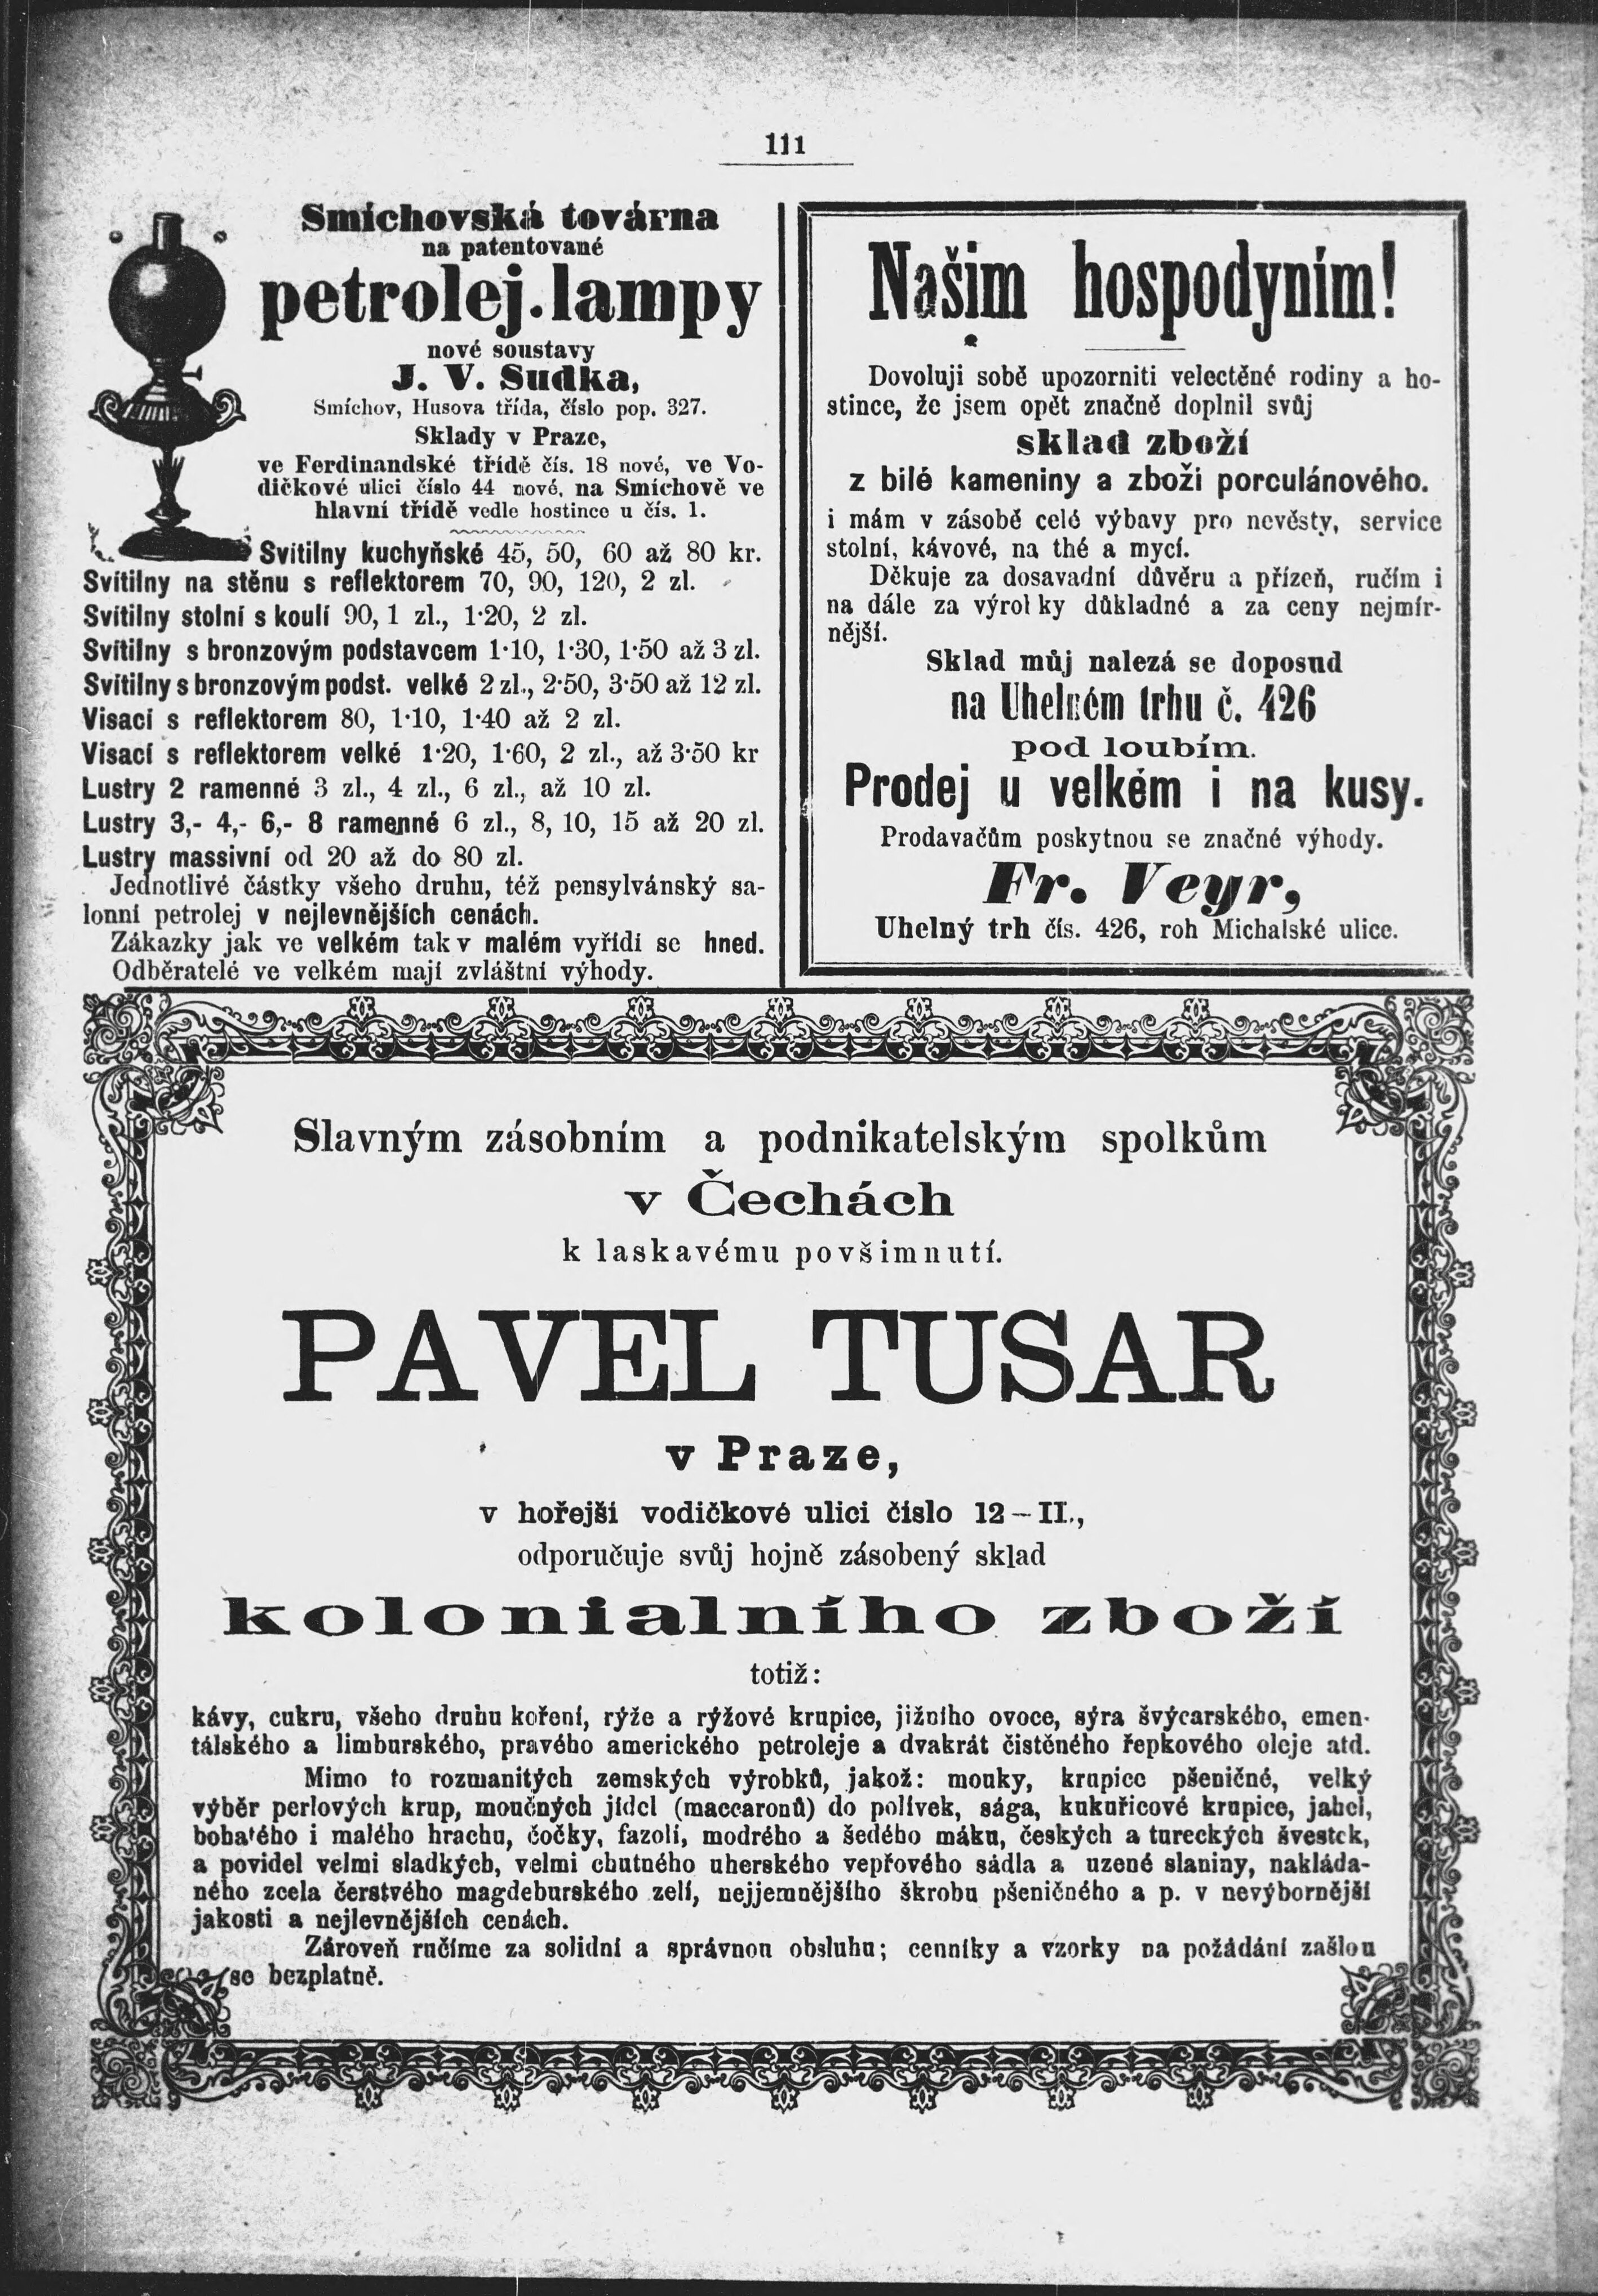 111
Smíchovská továrna
na patentované
petrolej.lampy
nové soustavy
J. V. Sudka,
Smíchov, Husova třída, číslo pop. 327.
Sklady v Praze,
ve Ferdinandské třídě čís. 18 nové, ve Vo-
dičkové ulici číslo 44 nové, na Smíchově ve
hlavní třídě vedle hostince u čís. 1.
Svítilny kuchyňské 45, 50, 60 až 80 kr.
Svítilny na stěnu s reflektorem 70, 90, 120, 2 zl.
Svítilny stolní s koulí 90, 1 zl., 1·20, 2 zl.
Svítilny s bronzovým podstavcem 1·10, 1·30, 1·50 až 3 zl.
Svítilny s bronzovým podst. velké 2 zl., 2·50, 3·50 až 12 zl.
Visací s reflektorem 80, 1·10, 1·40 až 2 zl.
Visací s reflektorem velké 1·20, 1·60, 2 zl., až 3·50 kr
Lustry 2 ramenné 3 zl., 4 zl., 6 zl., až 10 zl.
Lustry 3,- 4,- 6,- 8 ramenné 6 zl., 8, 10, 15 až 20 zl.
Lustry massivní od 20 až do 80 zl.
Jednotlivé částky všeho druhu, též pensylvánský sa-
lonní petrolej v nejlevnějších cenách.
Zákazky jak ve velkém tak v malém vyřídí se hned.
Odběratelé ve velkém mají zvláštní výhody.
Našim hospodyním!
Dovoluji sobě upozorniti velectěné rodiny a ho-
stince, že jsem opět značně doplnil svůj
sklad zboží
z bílé kameniny a zboží porculánového.
i mám v zásobě celé výbavy pro nevěsty, service
stolní, kávové, na thé a mycí.
Děkuje za dosavadní důvěru a přízeň, ručím i
na dále za výrobky důkladné a za ceny nejmír-
nější.
Sklad můj nalezá se doposud
na Uhelném trhu č. 426
pod loubím.
Prodej u velkém i na kusy.
Prodavačům poskytnou se značné výhody.
Fr. Veyr,
Uhelný trh čís. 426, roh Michalské ulice.
Slavným zásobním a podnikatelským spolkům
v Čechách
k laskavému povšimnutí.
PAVEL TUSAR
v Praze,
v hořejší vodičkové ulici číslo 12–II.,
odporučuje svůj hojně zásobený sklad
kolonialního zboží
totiž:
kávy, cukru, všeho druhu koření, rýže a rýžové krupice, jižního ovoce, sýra švýcarského, emen-
tálského a limburského, pravého amerického petroleje a dvakrát čistěného řepkového oleje atd.
Mimo to rozmanitých zemských výrobků, jakož: mouky, krupice pšeničné, velký
výběr perlových krup, moučných jídel (maccaronů) do polívek, sága, kukuřicové krupice, jahel,
bohatého i malého hrachu, čočky, fazolí, modrého a šedého máku, českých a tureckých švestek,
a povidel velmi sladkých, velmi chutného uherského vepřového sádla a uzené slaniny, nakláda-
ného zcela čerstvého magdeburského zelí, nejjemnějšího škrobu pšeničného a p. v nevýbornější
jakosti a nejlevnějších cenách.
Zároveň ručíme za solidní a správnou obsluhu; cenníky a vzorky na požádání zašlou
se bezplatně.